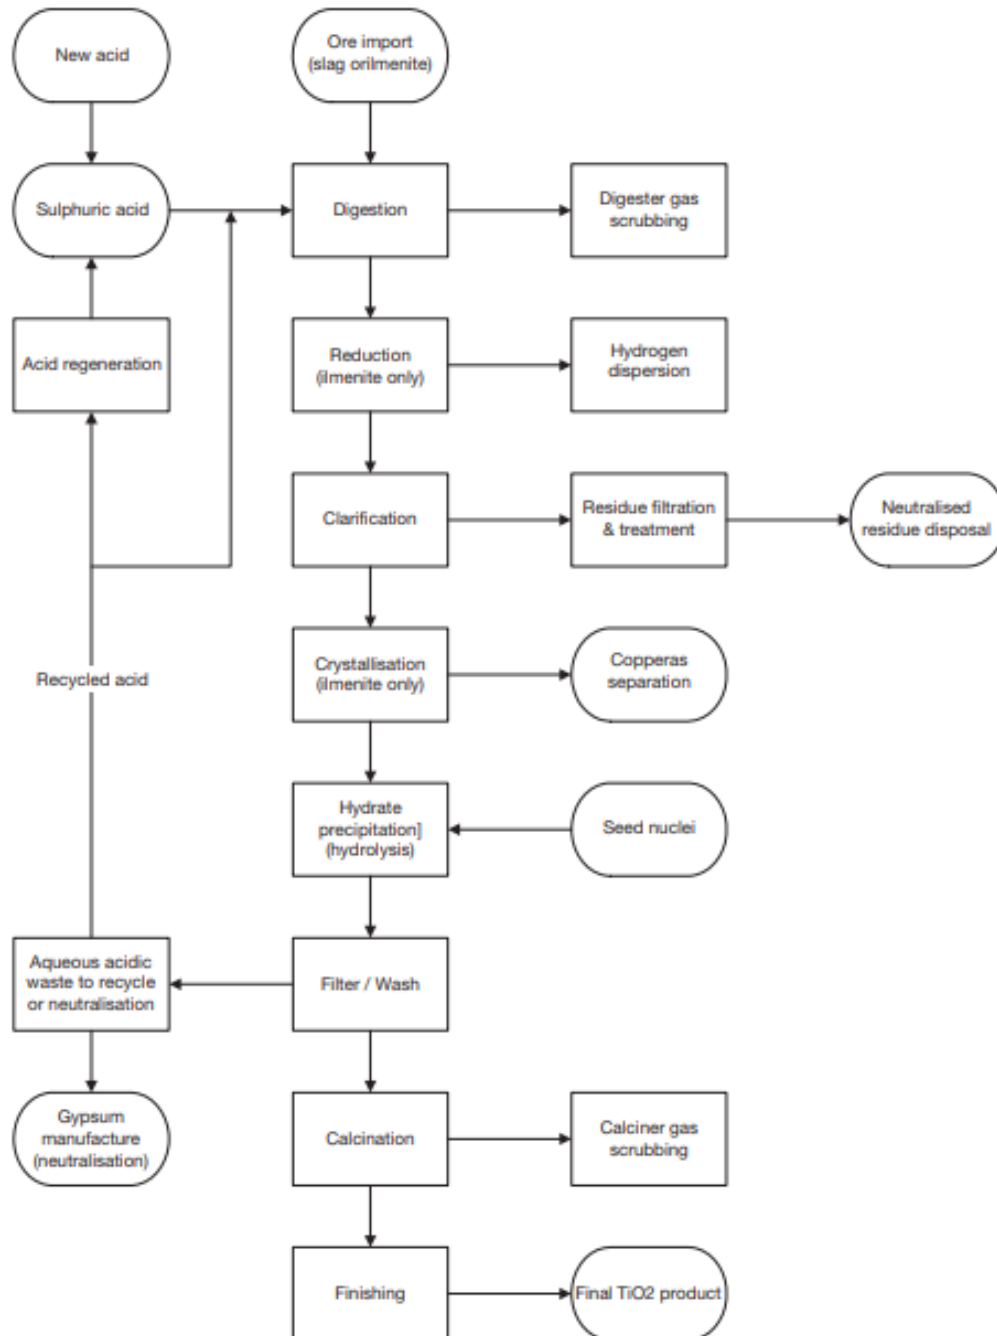 New acid
Ore import
(slag orilmenite)
Sulphuric acid
Digestion
Digester gas
scrubbing
Acid regeneration
Reduction
(ilmenite only)
Hydrogen
dispersion
Clarification
Residue filtration
& treatment
Neutralised
residue disposal
Recycled acid
Crystallisation
(ilmenite only)
Copperas
separation
Hydrate
precipitation]
(hydrolysis)
Seed nuclei
Aqueous acidic
waste to recycle
or neutralisation
Filter / Wash
Gypsum
manufacture
(neutralisation)
Calcination
Calciner gas
scrubbing
Finishing
Final TiO2 product